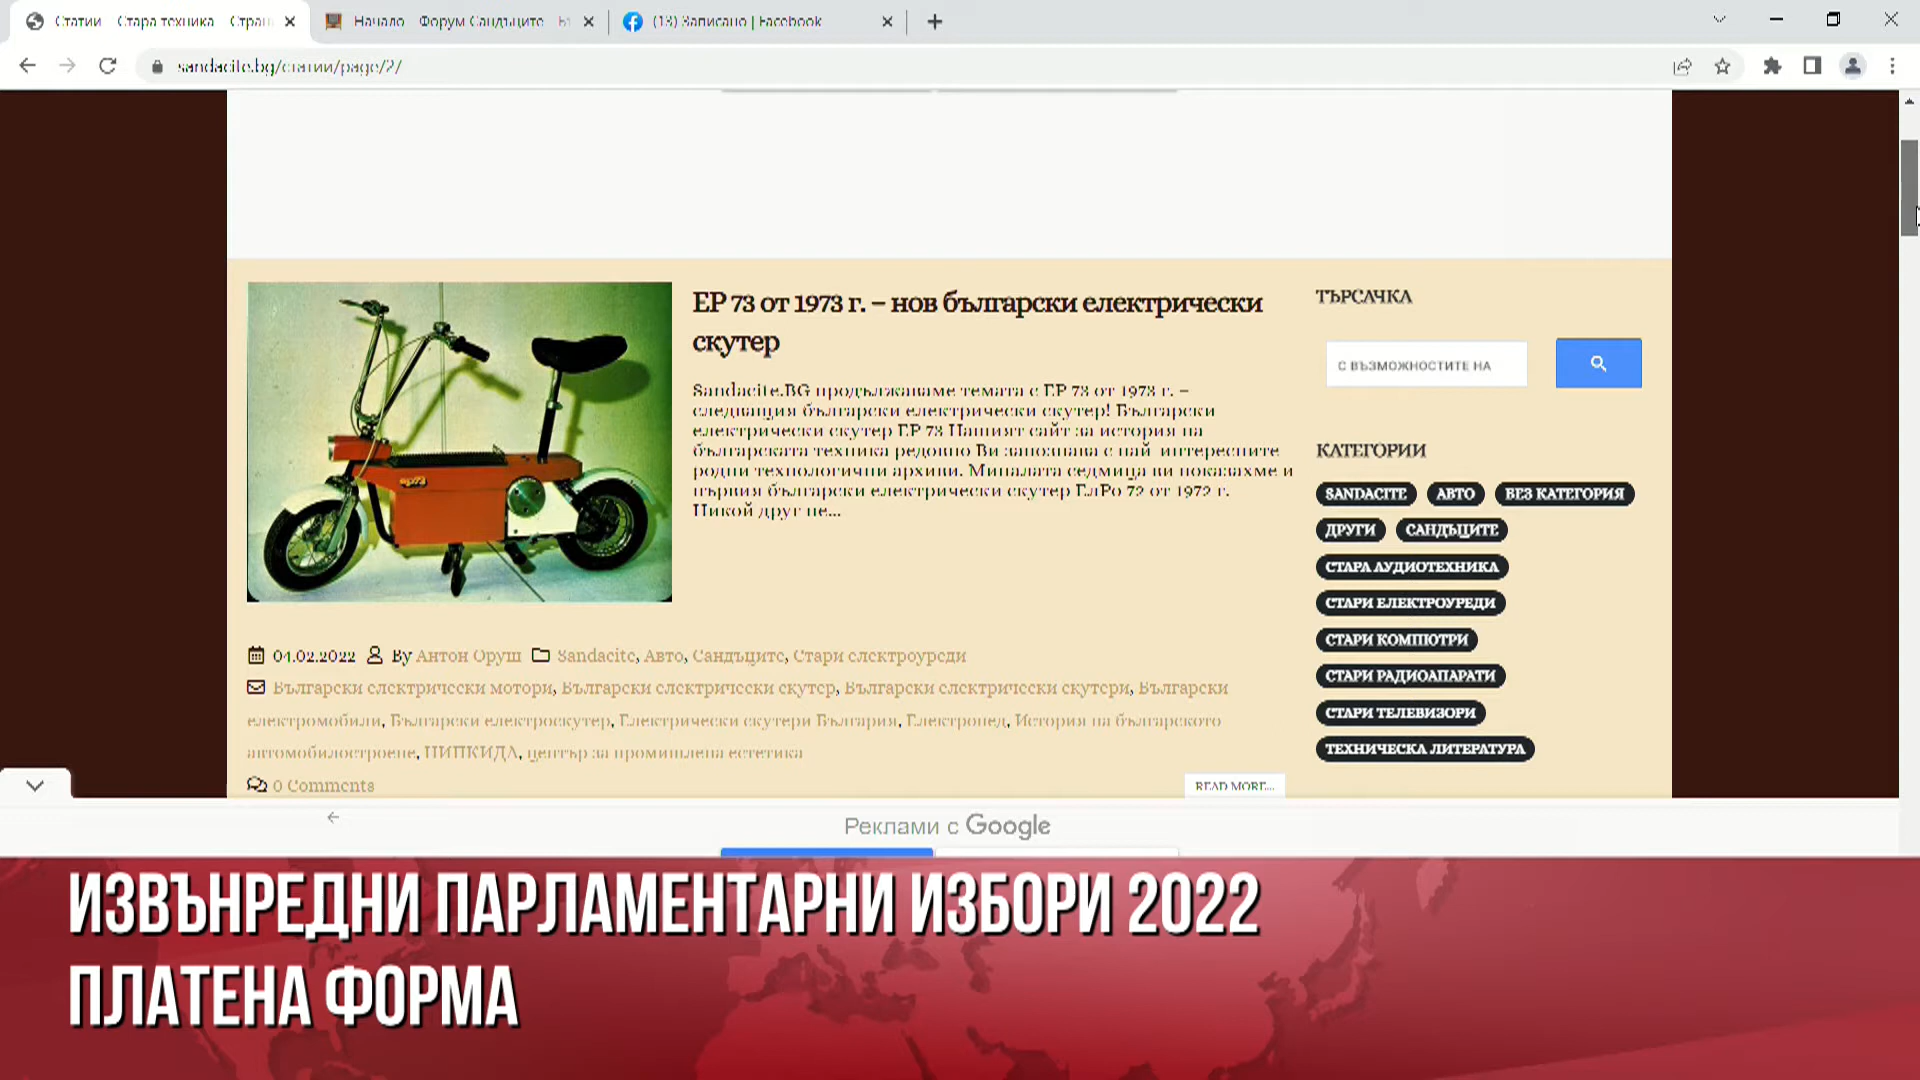 Статии   Стара техника   Стран
Начало   Форум Сандъците
(13) Записано | Facebook
sandacite.bg/статии/page/2/
ЕР 73 от 1973 г. – нов български електрически
скутер
Sandacite.BG продължаваме темата с ЕР 73 от 1973 г. –
следващия български електрически скутер! Български
електрически скутер ЕР 73 Нашият сайт за история на
българската техника редовно Ви запознава с най-интересните
родни технологични архиви. Миналата седмица ви показахме и
първия български електрически скутер ЕлРо 72 от 1972 г.
Никой друг не...
ep73
04.02.2022 By Антон Оруш Sandacite, Авто, Сандъците, Стари електроуреди
Български електрически мотори, Български електрически скутер, Български електрически скутери, Български
електромобили, Български електроскутер, Електрически скутери България, Електропед, История на българското
автомобилостроене, НИПКИДА, център за промишлена естетика
0 Comments
READ MORE...
ТЪРСАЧКА
С ВЪЗМОЖНОСТИТЕ НА
КАТЕГОРИИ
SANDACITE АВТО БЕЗ КАТЕГОРИЯ
ДРУГИ САНДЪЦИТЕ
СТАРА АУДИОТЕХНИКА
СТАРИ ЕЛЕКТРОУРЕДИ
СТАРИ КОМПЮТРИ
СТАРИ РАДИОАПАРАТИ
СТАРИ ТЕЛЕВИЗОРИ
ТЕХНИЧЕСКА ЛИТЕРАТУРА
Реклами с Google
ИЗВЪНРЕДНИ ПАРЛАМЕНТАРНИ ИЗБОРИ 2022
ПЛАТЕНА ФОРМА